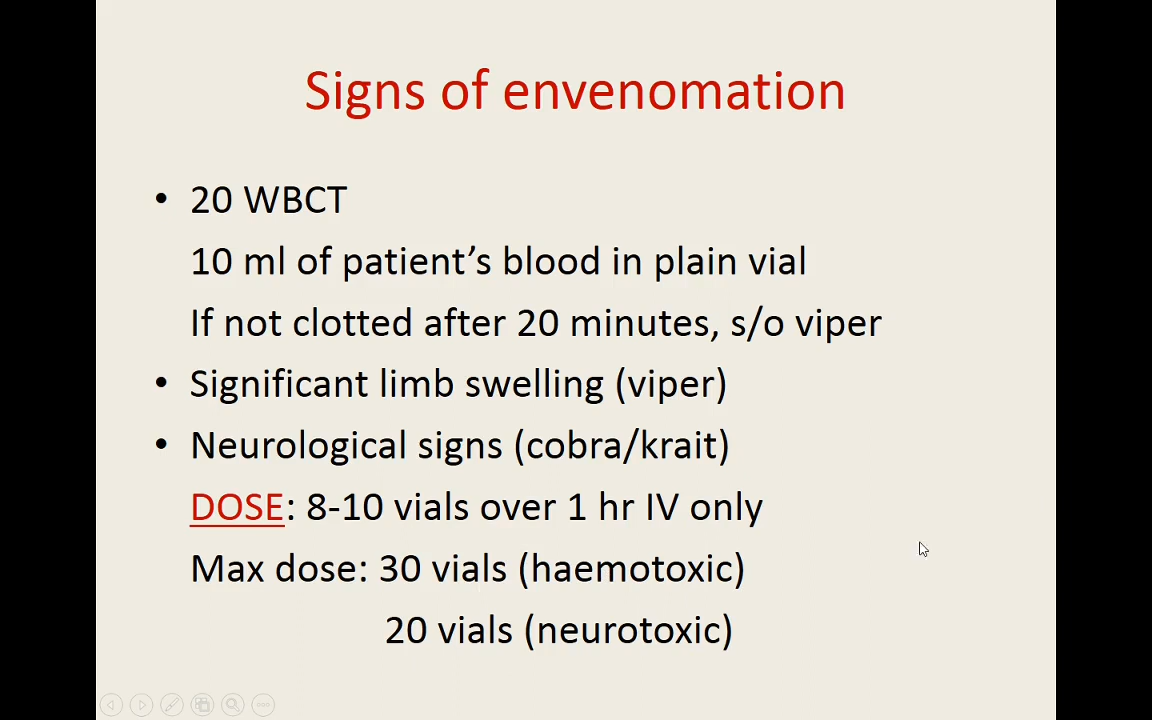 Signs of envenomation
• 20 WBCT
10 ml of patient’s blood in plain vial
If not clotted after 20 minutes, s/o viper
• Significant limb swelling (viper)
• Neurological signs (cobra/krait)
DOSE: 8-10 vials over 1 hr IV only
Max dose: 30 vials (haemotoxic)
20 vials (neurotoxic)